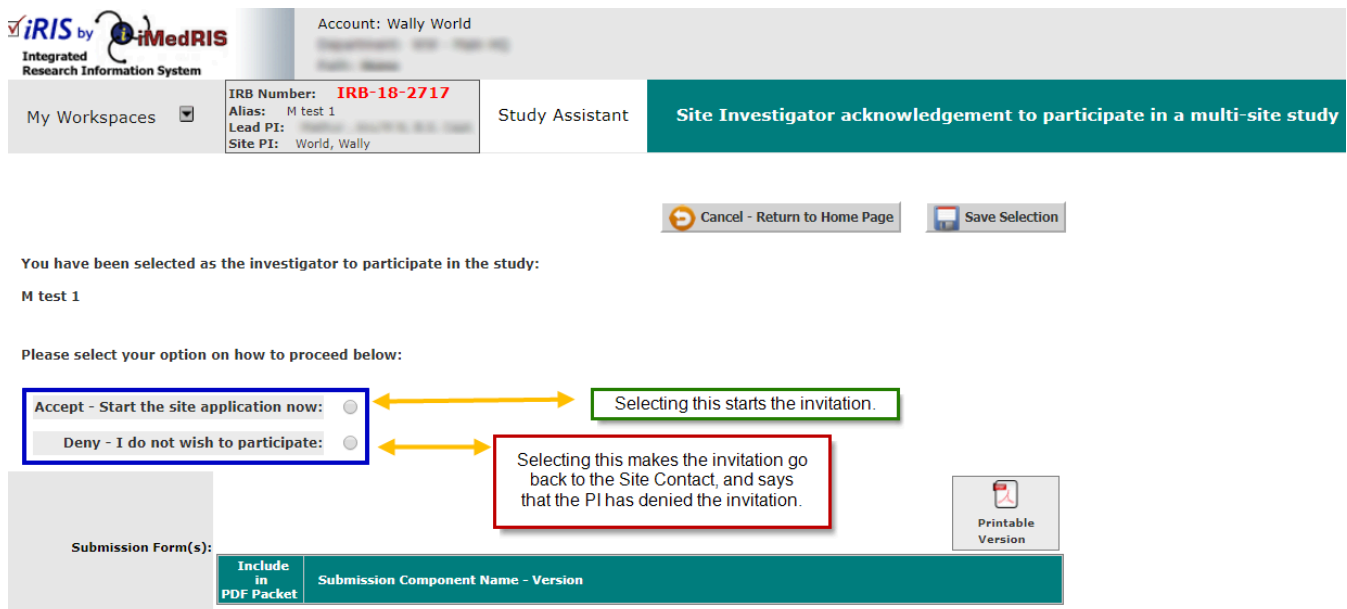 iRIS by iMedRIS
Integrated
Research Information System
Account: Wally World
My Workspaces
IRB Number: IRB-18-2717
Alias: M test 1
Lead PI:
Site PI: World, Wally
Study Assistant
Site Investigator acknowledgement to participate in a multi-site study
Cancel - Return to Home Page
Save Selection
You have been selected as the investigator to participate in the study:
M test 1
Please select your option on how to proceed below:
Accept - Start the site application now:
Selecting this starts the invitation.
Deny - I do not wish to participate:
Selecting this makes the invitation go
back to the Site Contact, and says
that the PI has denied the invitation.
Printable
Version
Submission Form(s):
Include
in
PDF Packet
Submission Component Name - Version